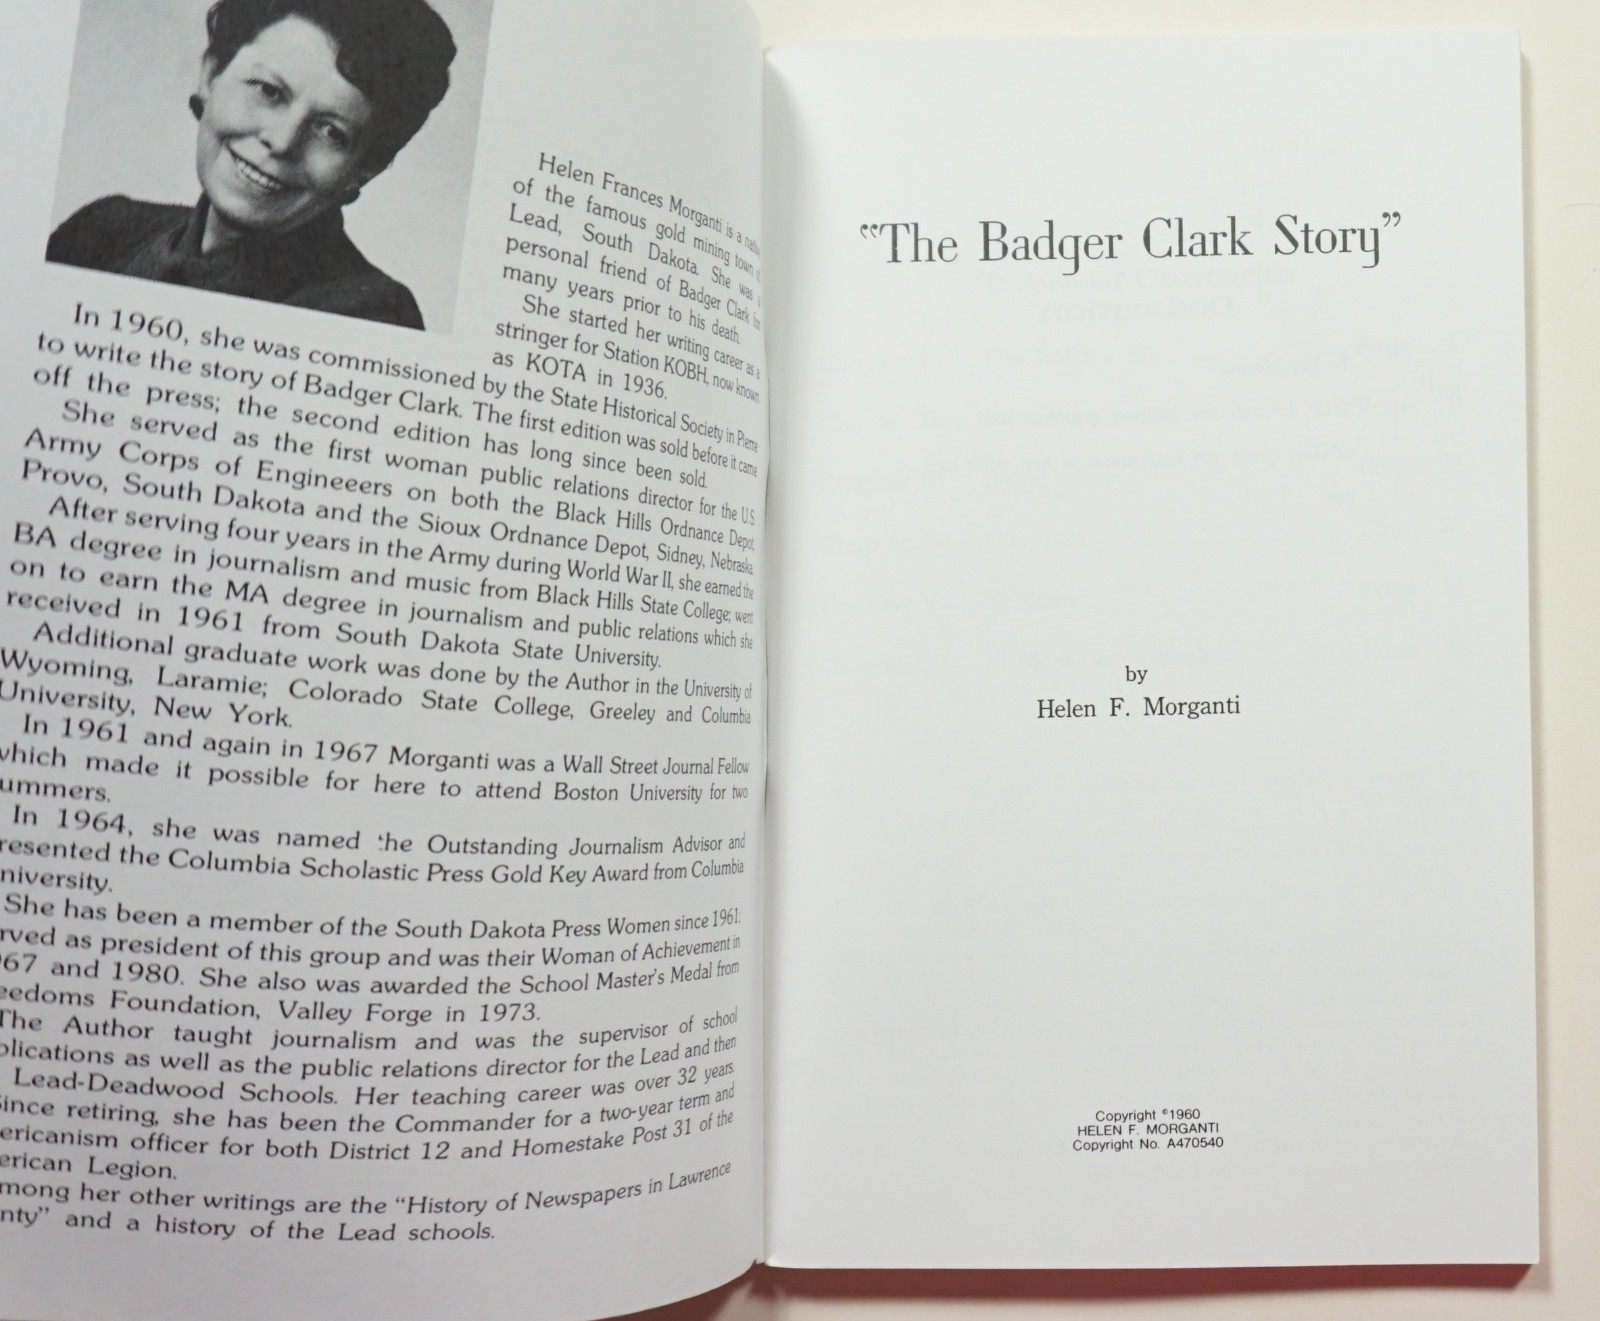 Helen Frances Morganti is a
of the famous gold mining town
Lead, South Dakota. She was a
personal friend of Badger Clark for
many years prior to his death.
She started her writing career as a
stringer for Station KOBH, now known
as KOTA in 1936.
In 1960, she was commissioned by the State Historical Society in Pierre
to write the story of Badger Clark. The first edition was sold before it came
off the press; the second edition has long since been sold.
She served as the first woman public relations director for the U.S.
Army Corps of Engineeers on both the Black Hills Ordnance Depot,
Provo, South Dakota and the Sioux Ordnance Depot, Sidney, Nebraska.
After serving four years in the Army during World War II, she earned the
BA degree in journalism and music from Black Hills State College; went
on to earn the MA degree in journalism and public relations which she
received in 1961 from South Dakota State University.
Additional graduate work was done by the Author in the University of
Wyoming, Laramie; Colorado State College, Greeley and Columbia
University, New York.
In 1961 and again in 1967 Morganti was a Wall Street Journal Fellow
which made it possible for here to attend Boston University for two
ummers.
In 1964, she was named the Outstanding Journalism Advisor and
resented the Columbia Scholastic Press Gold Key Award from Columbia
niversity.
She has been a member of the South Dakota Press Women since 1961;
rved as president of this group and was their Woman of Achievement in
67 and 1980. She also was awarded the School Master's Medal from
eedoms Foundation, Valley Forge in 1973.
The Author taught journalism and was the supervisor of school
blications as well as the public relations director for the Lead and then
Lead-Deadwood Schools. Her teaching career was over 32 years.
Since retiring, she has been the Commander for a two-year term and
ericanism officer for both District 12 and Homestake Post 31 of the
erican Legion.
mong her other writings are the "History of Newspapers in Lawrence
nty" and a history of the Lead schools.
"The Badger Clark Story"
by
Helen F. Morganti
Copyright ©1960
HELEN F. MORGANTI
Copyright No. A470540